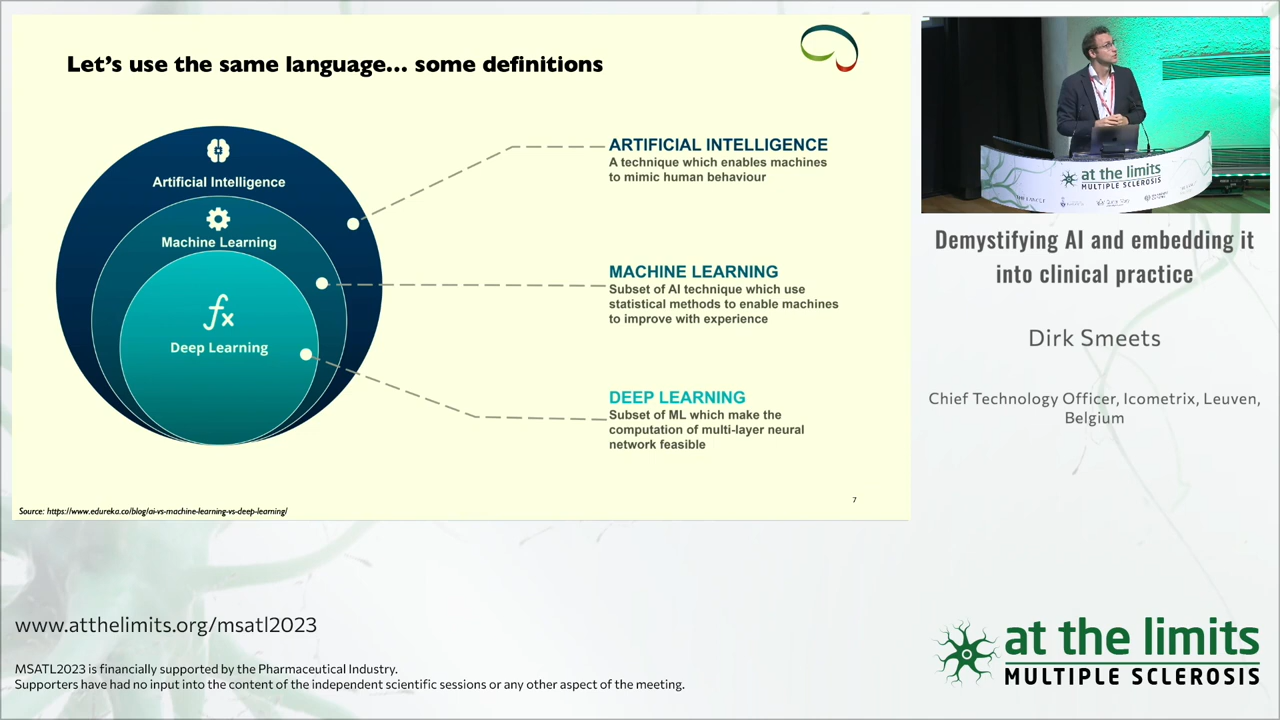 Let's use the same language... some definitions
Artificial Intelligence
Machine Learning
fx
Deep Learning
ARTIFICIAL INTELLIGENCE
A technique which enables machines
to mimic human behaviour
MACHINE LEARNING
Subset of AI technique which use
statistical methods to enable machines
to improve with experience
DEEP LEARNING
Subset of ML which make the
computation of multi-layer neural
network feasible
7
Source: https://www.edureka.co/blog/ai-vs-machine-learning-vs-deep-learning/
at the limits
MULTIPLE SCLEROSIS
Demystifying AI and embedding it
into clinical practice
Dirk Smeets
Chief Technology Officer, Icometrix, Leuven,
Belgium
www.atthelimits.org/msatl2023
MSATL2023 is financially supported by the Pharmaceutical Industry.
Supporters have had no input into the content of the independent scientific sessions or any other aspect of the meeting.
at the limits
MULTIPLE SCLEROSIS